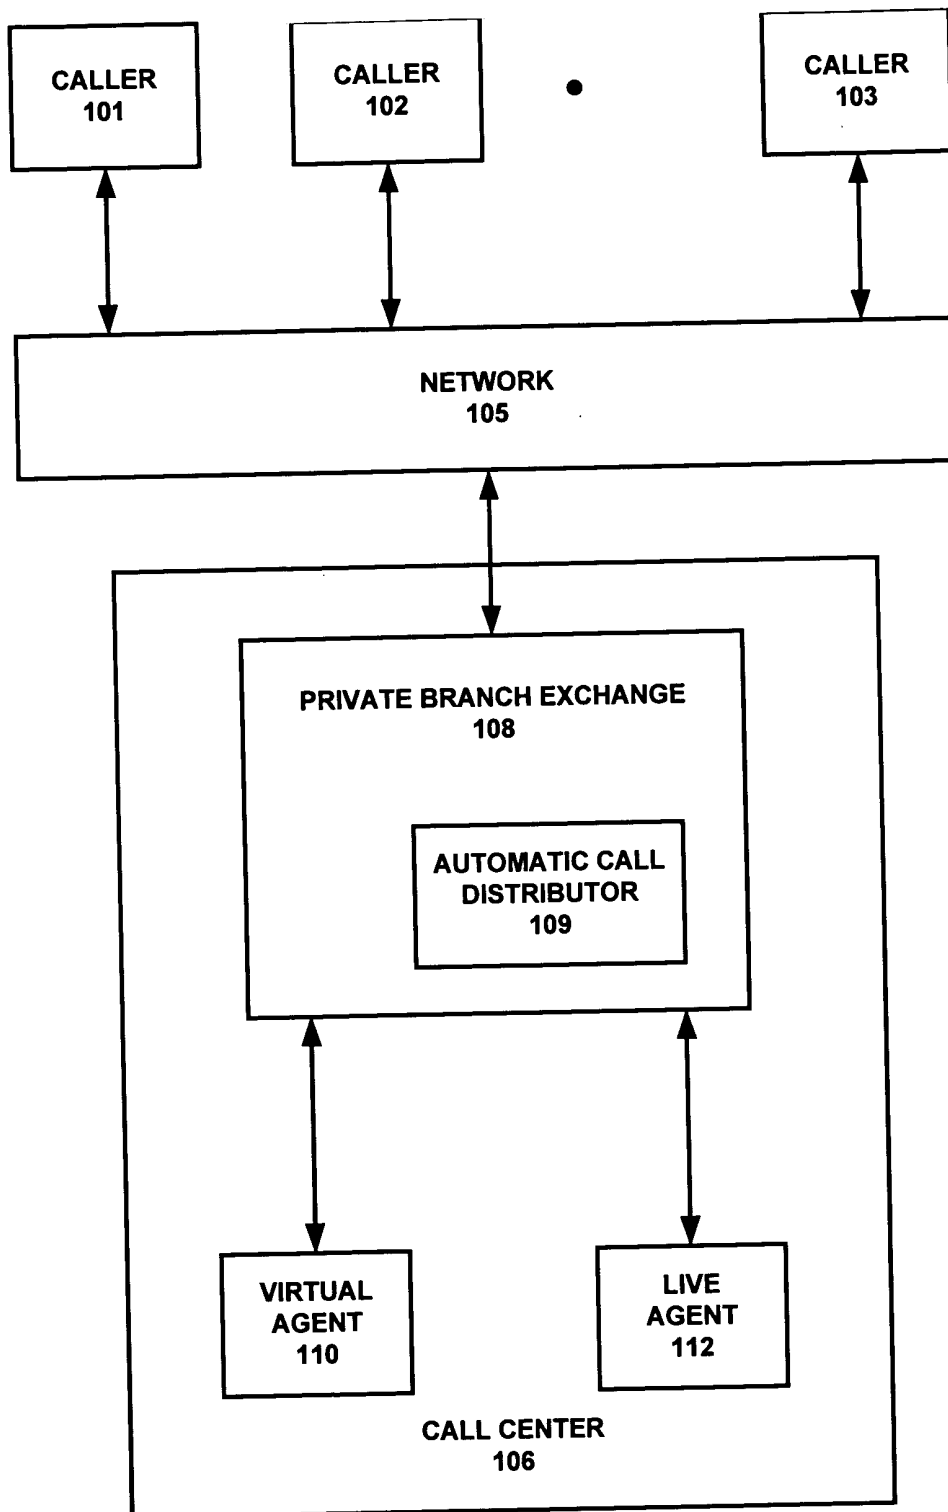 CALLER
101
CALLER
102
CALLER
103
NETWORK
105
PRIVATE BRANCH EXCHANGE
108
AUTOMATIC CALL
DISTRIBUTOR
109
VIRTUAL
AGENT
110
LIVE
AGENT
112
CALL CENTER
106